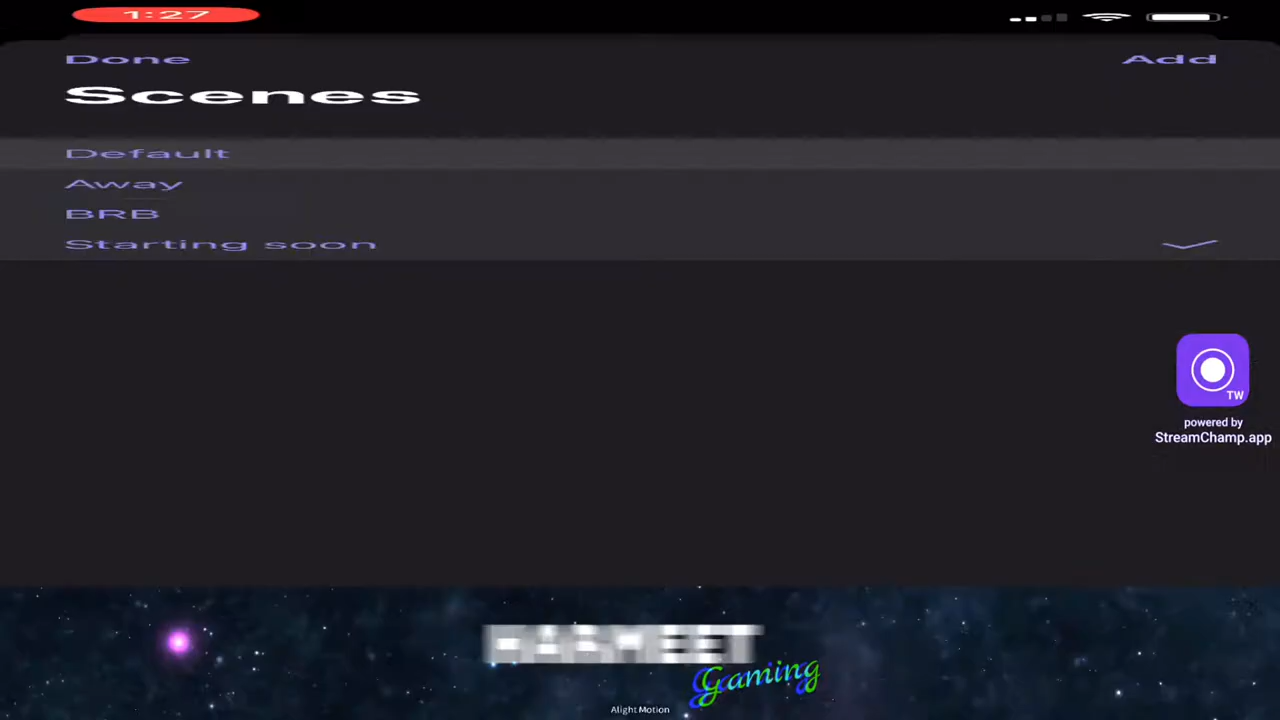 1:27
Done
Add
Scenes
Default
Away
BRB
Starting soon
TW
powered by
StreamChamp.app
Gaming
Alight Motion